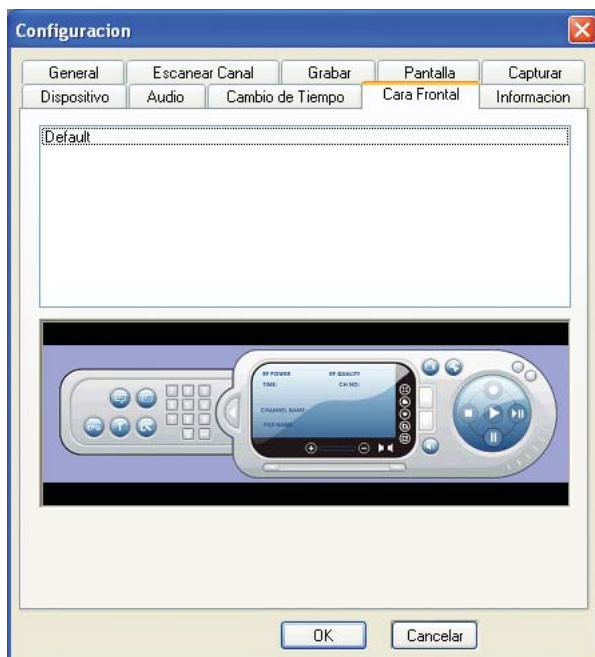 Configuracion
General Escanear Canal Grabar Pantalla Capturar
Dispositivo Audio Cambio de Tiempo Cara Frontal Informacion
Default
RF POWER RF QUALITY
TIME: CH NO:
CHANNEL NAME
FILE NAME
EPG T
OK Cancelar